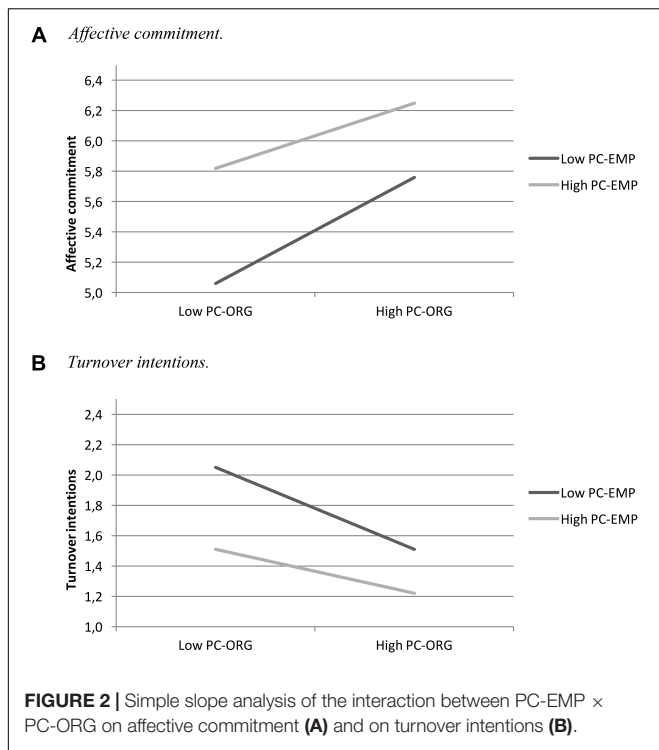 A Affective commitment.
6,4
6,2
6,0
5,8
5,6
5,4
5,2
5,0
Affective commitment
Low PC-ORG High PC-ORG
Low PC-EMP
High PC-EMP
B Turnover intentions.
2,4
2,2
2,0
1,8
1,6
1,4
1,2
1,0
Turnover intentions
Low PC-ORG High PC-ORG
Low PC-EMP
High PC-EMP
FIGURE 2 | Simple slope analysis of the interaction between PC-EMP ×
PC-ORG on affective commitment (A) and on turnover intentions (B).